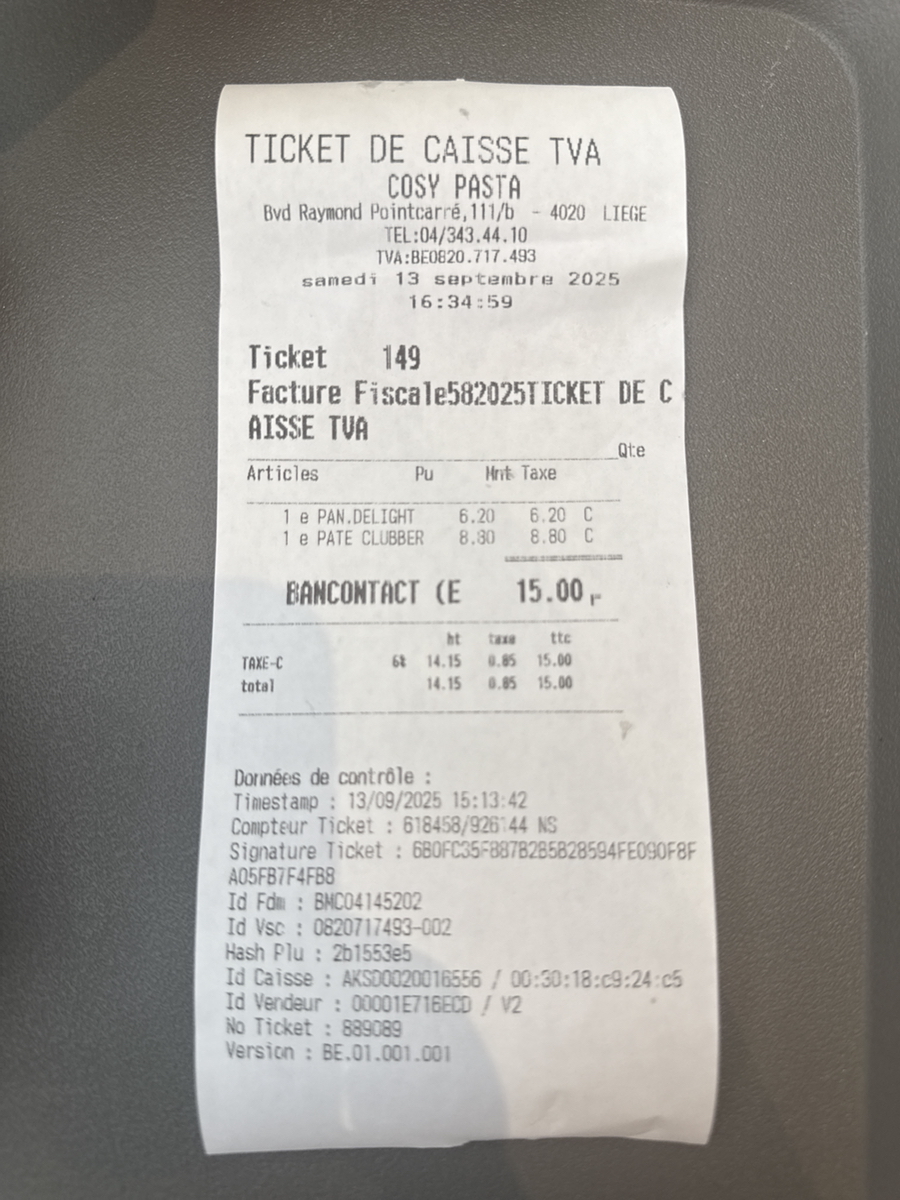 TICKET DE CAISSE TVA
COSY PASTA
Bvd Raymond Pointcarré,111/b - 4020 LIEGE
TEL:04/343.44.10
TVA:BE0820.717.493
samedi 13 septembre 2025
16:34:59
Ticket 149
Facture Fiscale582025TICKET DE C
AISSE TVA
Qte
Articles Pu Mnt Taxe
1 e PAN.DELIGHT 6.20 6.20 C
1 e PATE CLUBBER 8.80 8.80 C
BANCONTACT (E 15.00
ht taxe ttc
TAXE-C 6% 14.15 0.85 15.00
total 14.15 0.85 15.00
Données de contrôle :
Timestamp : 13/09/2025 15:13:42
Compteur Ticket : 618458/926144 NS
Signature Ticket :
A05FB7F4FB8
Id Fdm : BMC04145202
Id Vsc : 0820717493-002
Hash Plu : 2b1553e5
Id Caisse : AKSD0020016556 / 00:30:18:c9:24:c5
Id Vendeur : 00001E716ECD / V2
No Ticket : 889089
Version : BE.01.001.001